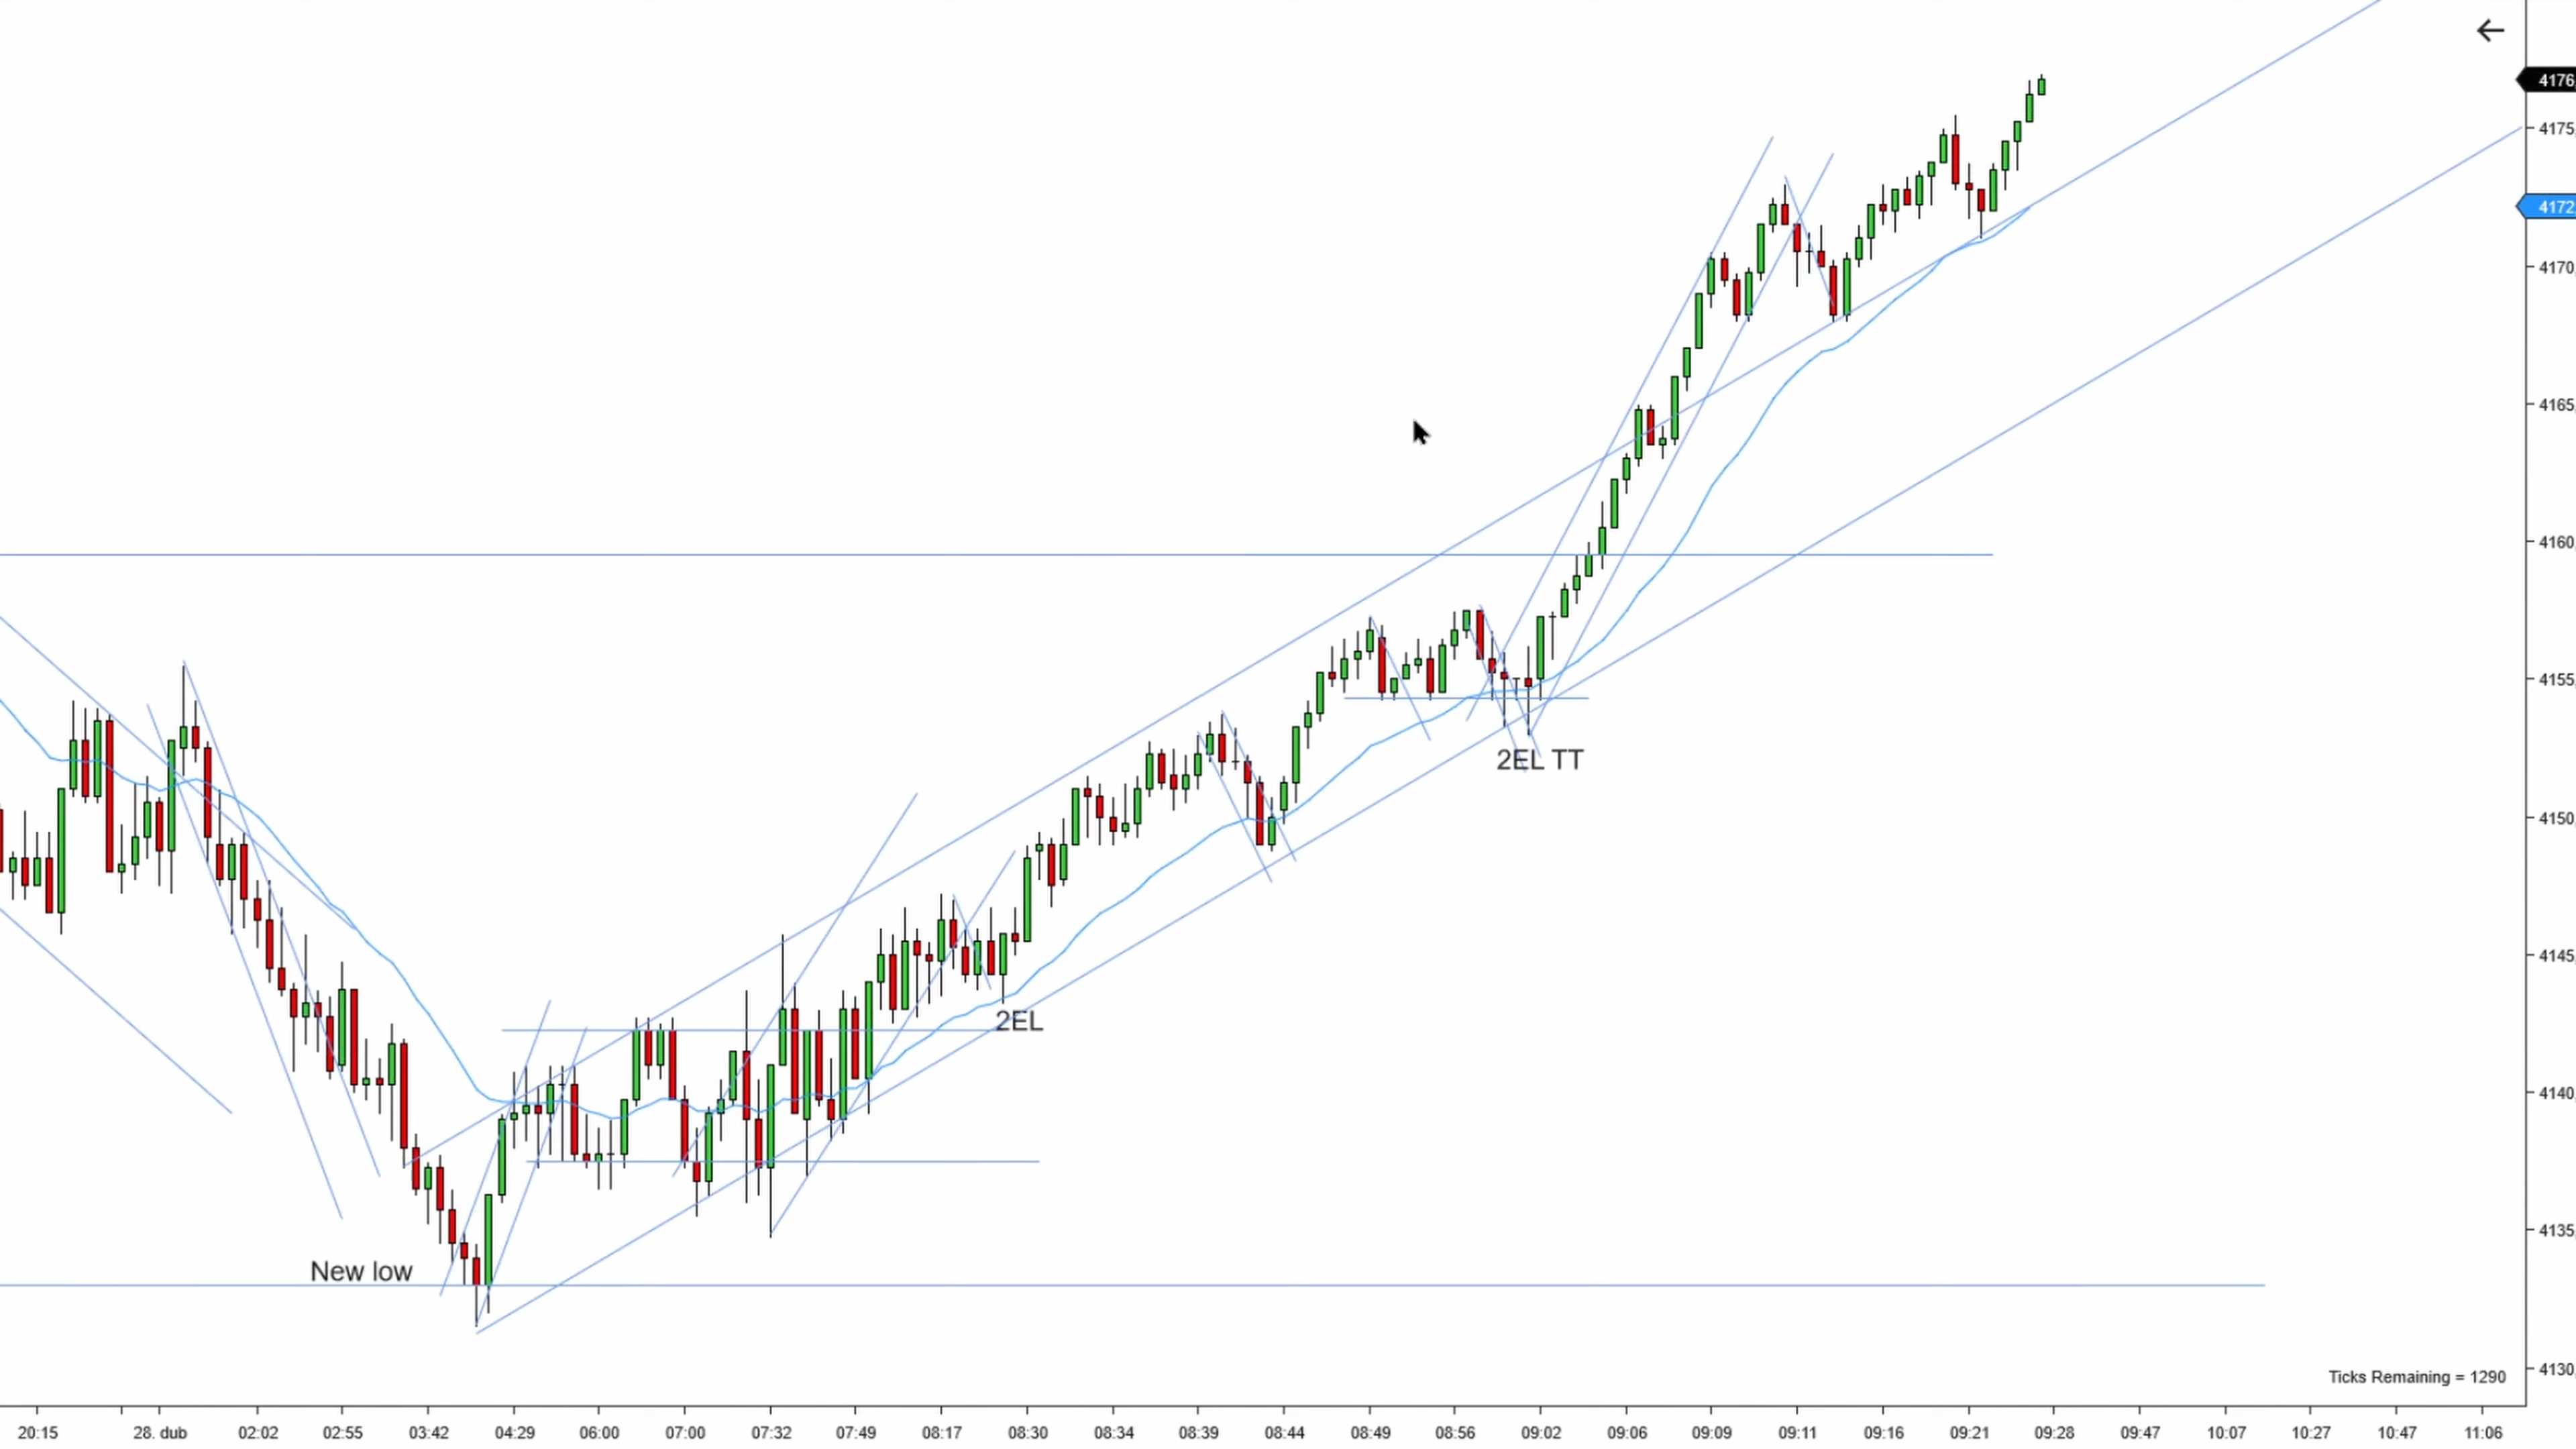 ←
4176
4175
4172
4170
4165
4160
4155
2EL TT
4150
4145
2EL
4140
4135
New low
4130
Ticks Remaining = 1290
20:15 28. dub 02:02 02:55 03:42 04:29 06:00 07:00 07:32 07:49 08:17 08:30 08:34 08:39 08:44 08:49 08:56 09:02 09:06 09:09 09:11 09:16 09:21 09:28 09:47 10:07 10:27 10:47 11:06